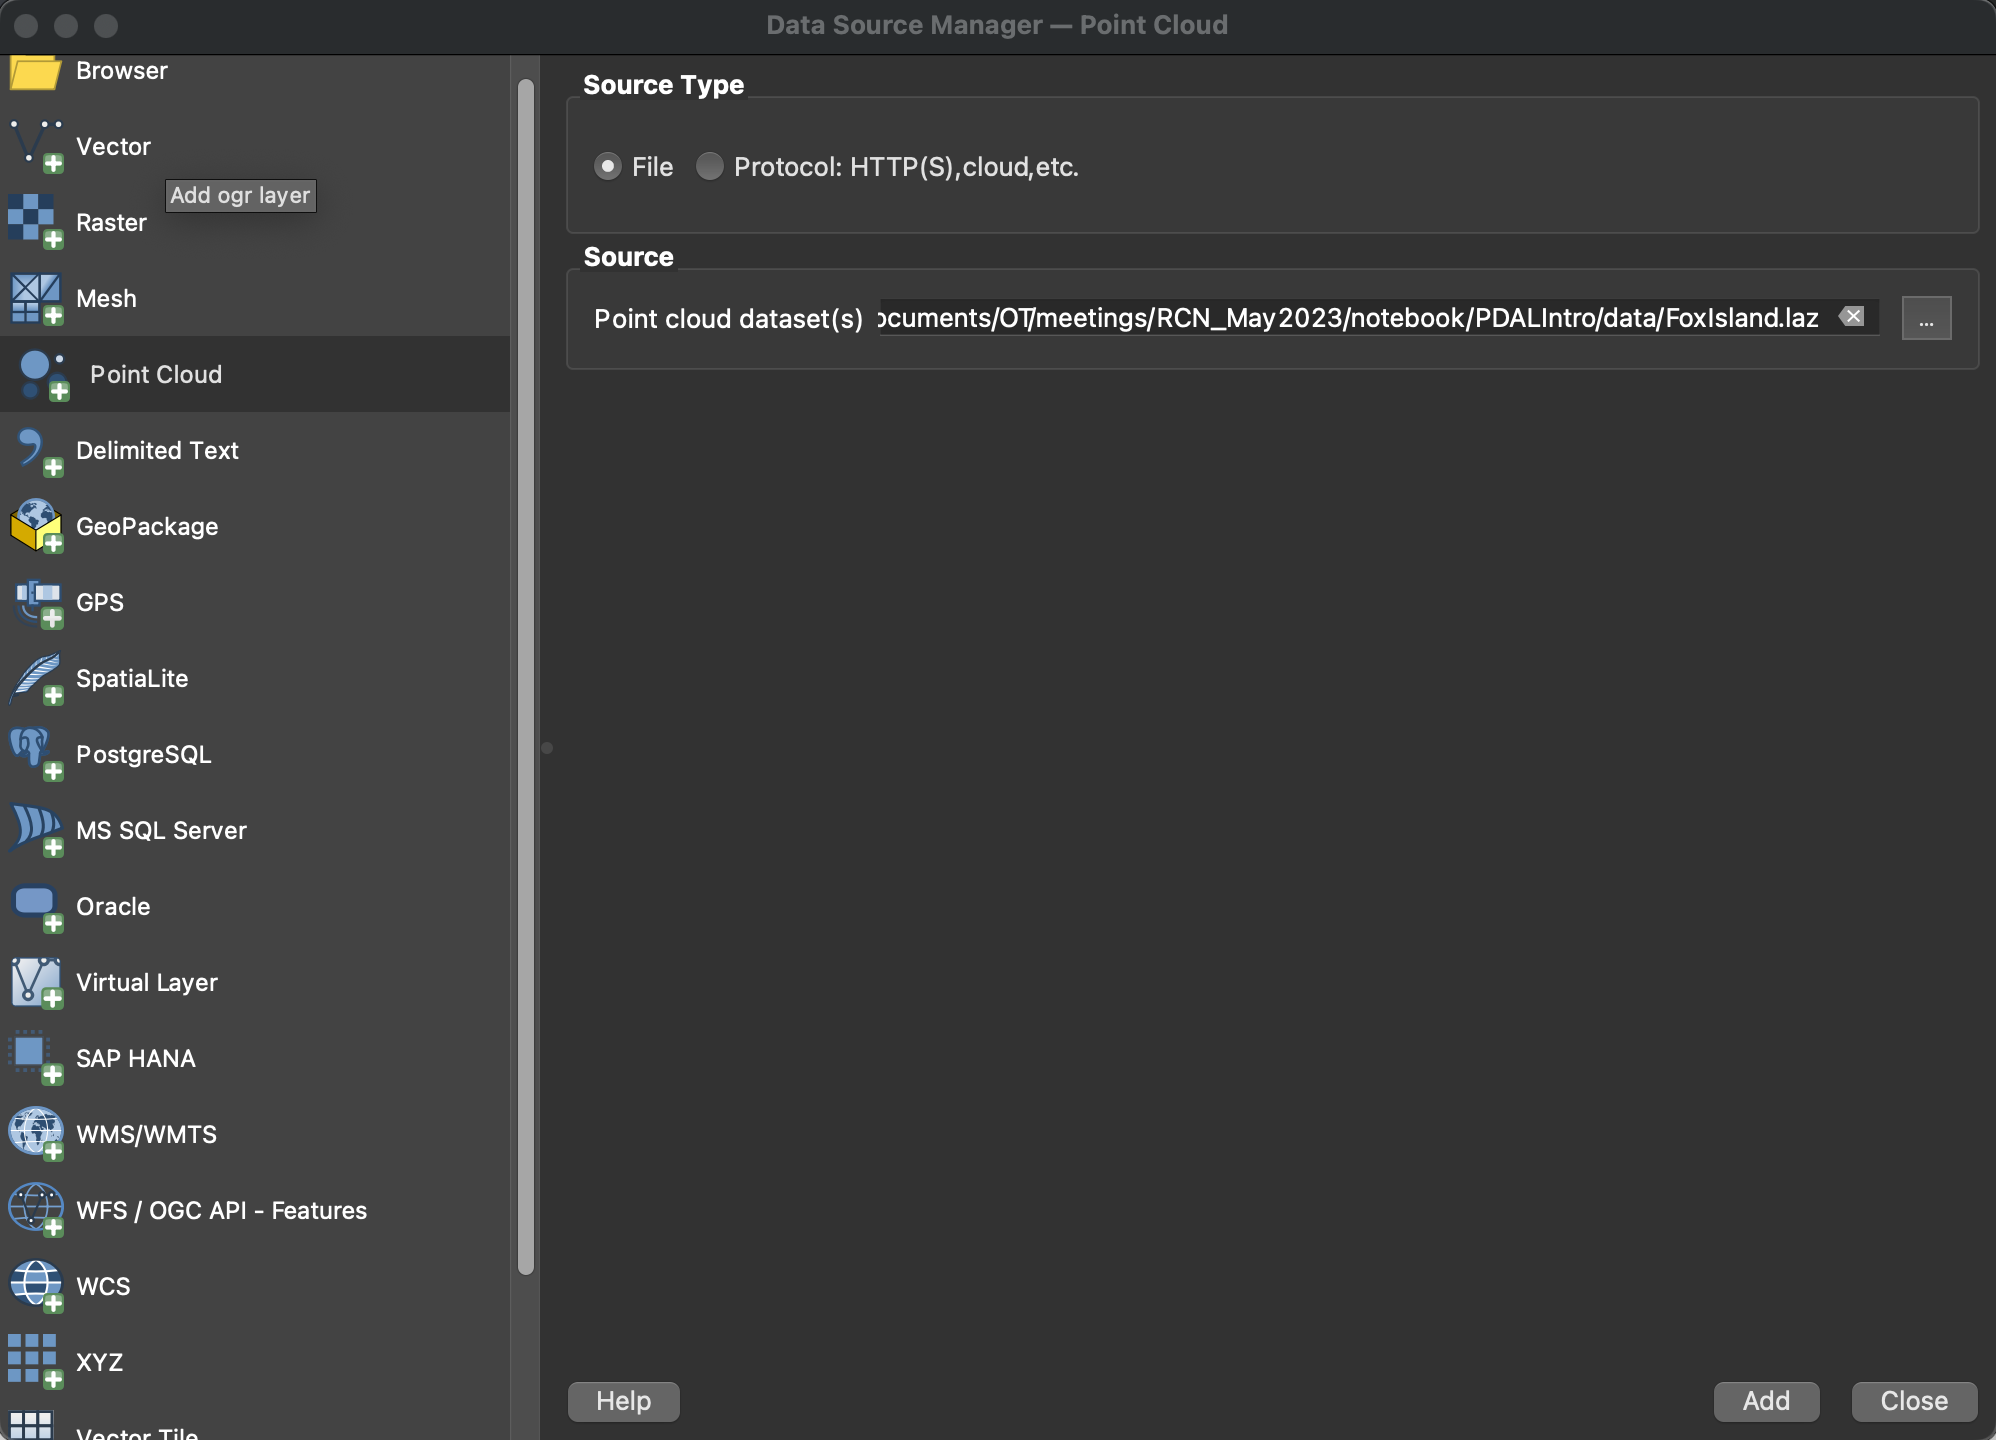 Data Source Manager — Point Cloud
Browser
Vector
Add ogr layer
Raster
Mesh
Point Cloud
Delimited Text
GeoPackage
GPS
SpatiaLite
PostgreSQL
MS SQL Server
Oracle
Virtual Layer
SAP HANA
WMS/WMTS
WFS / OGC API - Features
WCS
XYZ
Vector Tile
Source Type
File
Protocol: HTTP(S),cloud,etc.
Source
Point cloud dataset(s) ocuments/OT/meetings/RCN_May2023/notebook/PDALIntro/data/FoxIsland.laz ...
Help
Add
Close